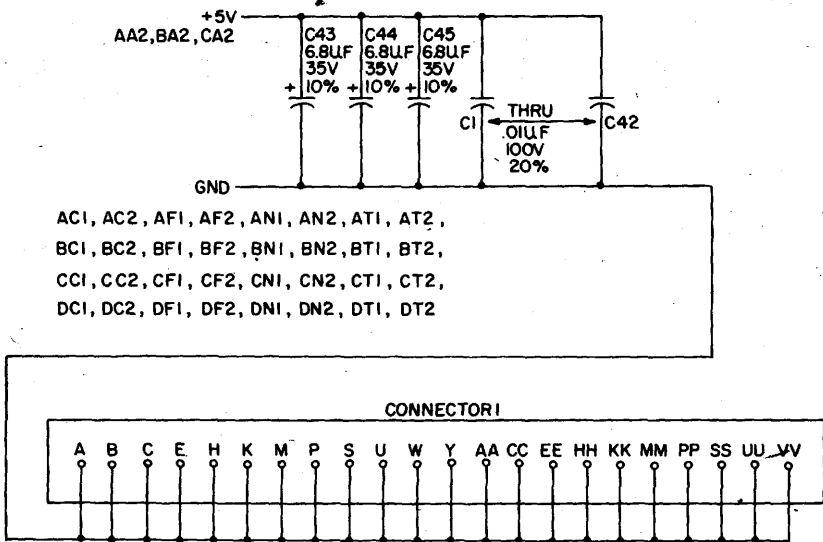 +5V
AA2, BA2, CA2
C43
6.8UF
35V
+ 10%
C44
6.8UF
35V
+ 10%
C45
6.8UF
35V
+ 10%
C1
THRU
.01UF
100V
20%
C42
GND
AC1, AC2, AF1, AF2, AN1, AN2, AT1, AT2,
BC1, BC2, BF1, BF2, BN1, BN2, BT1, BT2,
CC1, CC2, CF1, CF2, CN1, CN2, CT1, CT2,
DC1, DC2, DF1, DF2, DN1, DN2, DT1, DT2
CONNECTOR 1
A B C E H K M P S U W Y AA CC EE HH KK MM PP SS UU VV